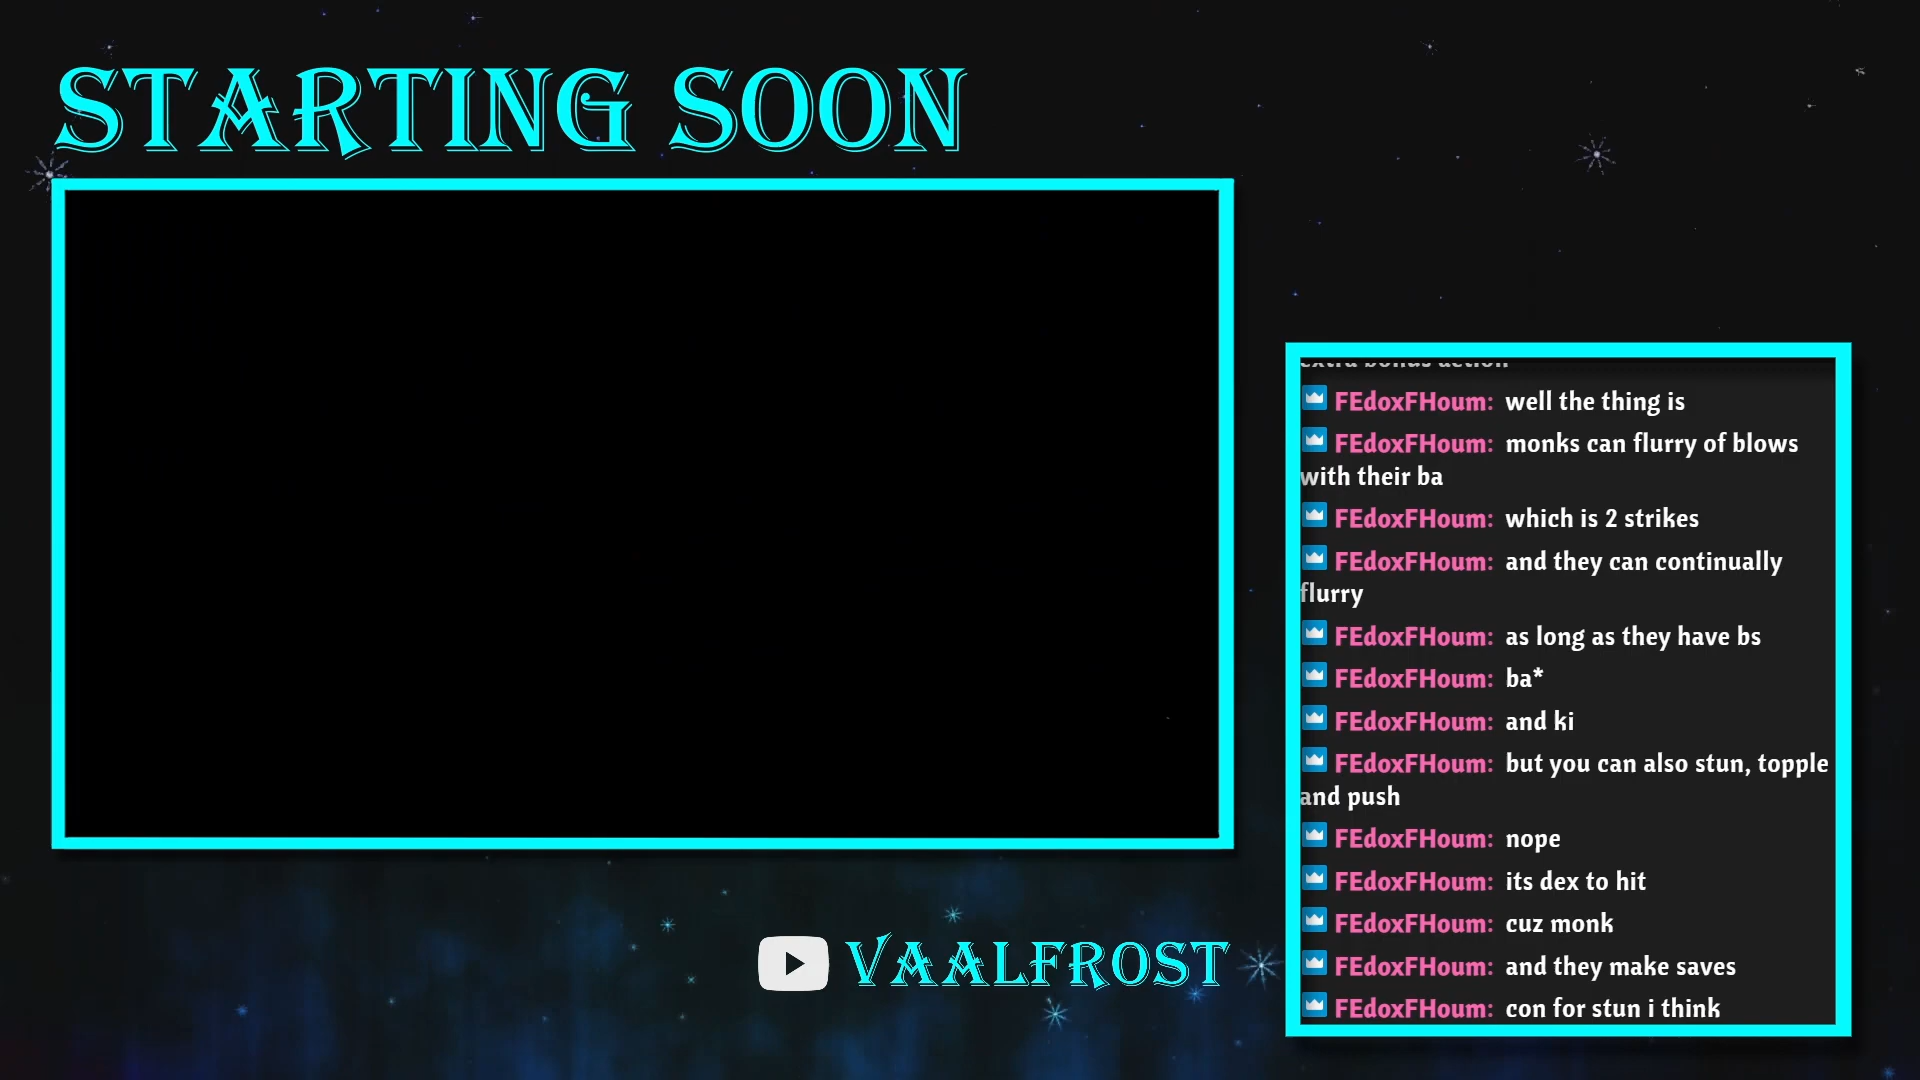 STARTING SOON
extra bonus action
FEdoxFHoum: well the thing is
FEdoxFHoum: monks can flurry of blows
with their ba
FEdoxFHoum: which is 2 strikes
FEdoxFHoum: and they can continually
flurry
FEdoxFHoum: as long as they have bs
FEdoxFHoum: ba*
FEdoxFHoum: and ki
FEdoxFHoum: but you can also stun, topple
and push
FEdoxFHoum: nope
FEdoxFHoum: its dex to hit
FEdoxFHoum: cuz monk
FEdoxFHoum: and they make saves
FEdoxFHoum: con for stun i think
VAALFROST